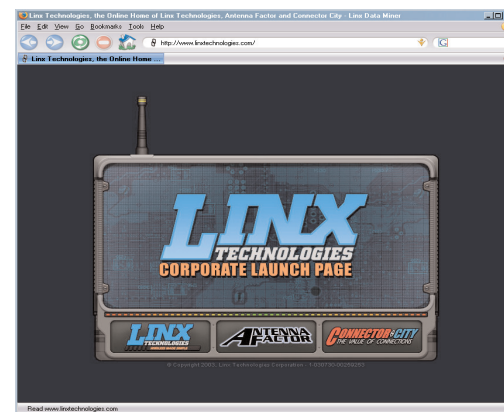 Linx Technologies, the Online Home of Linx Technologies, Antenna Factor and Connector City - Linx Data Miner
File Edit View Go Bookmarks Tools Help
http://www.linxtechnologies.com/
G
Linx Technologies, the Online Home ...
LINX
TECHNOLOGIES
CORPORATE LAUNCH PAGE
LINX
TECHNOLOGIES
ANTENNA
FACTOR
CONNECTOR CITY
THE VALUE OF CONNECTIONS
© Copyright 2003, Linx Technologies Corporation -
Read www.linxtechnologies.com